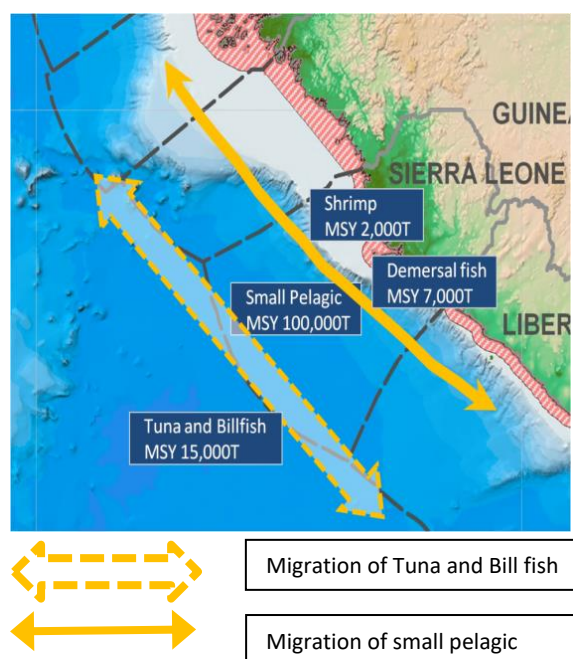 GUINEA
SIERRA LEONE
Shrimp
MSY 2,000T
Demersal fish
MSY 7,000T
Small Pelagic
MSY 100,000T
LIBER
Tuna and Billfish
MSY 15,000T
Migration of Tuna and Bill fish
Migration of small pelagic